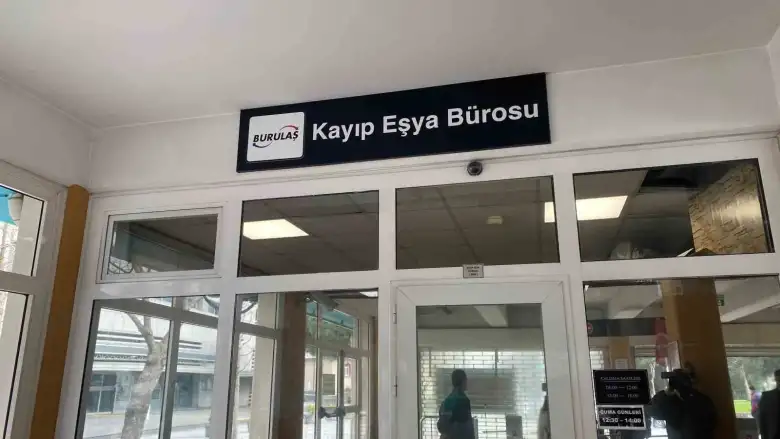 BURULAŞ
Kayıp Eşya Bürosu
CUMA GÜNLERİ
12:30 - 14:00